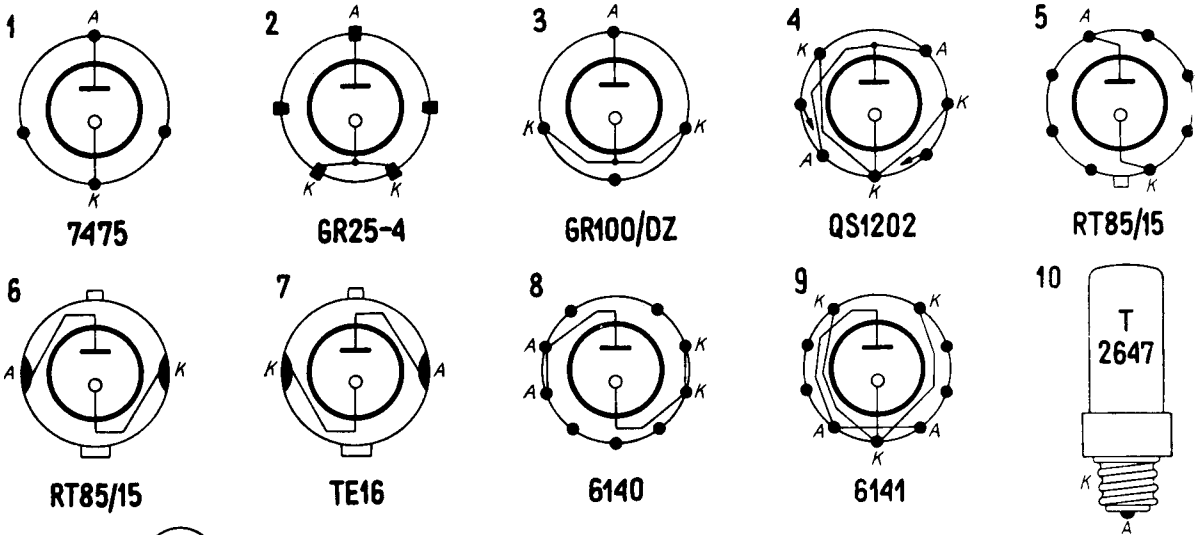 1
A
K
7475
2
A
K K
GR25-4
3
A
K K
GR100/DZ
4
K A
K
A
K
QS1202
5
A
K
RT85/15
6
A K
RT85/15
7
K A
TE16
8
A K
A K
6140
9
K K
A A
K
6141
10
T
2647
K
A